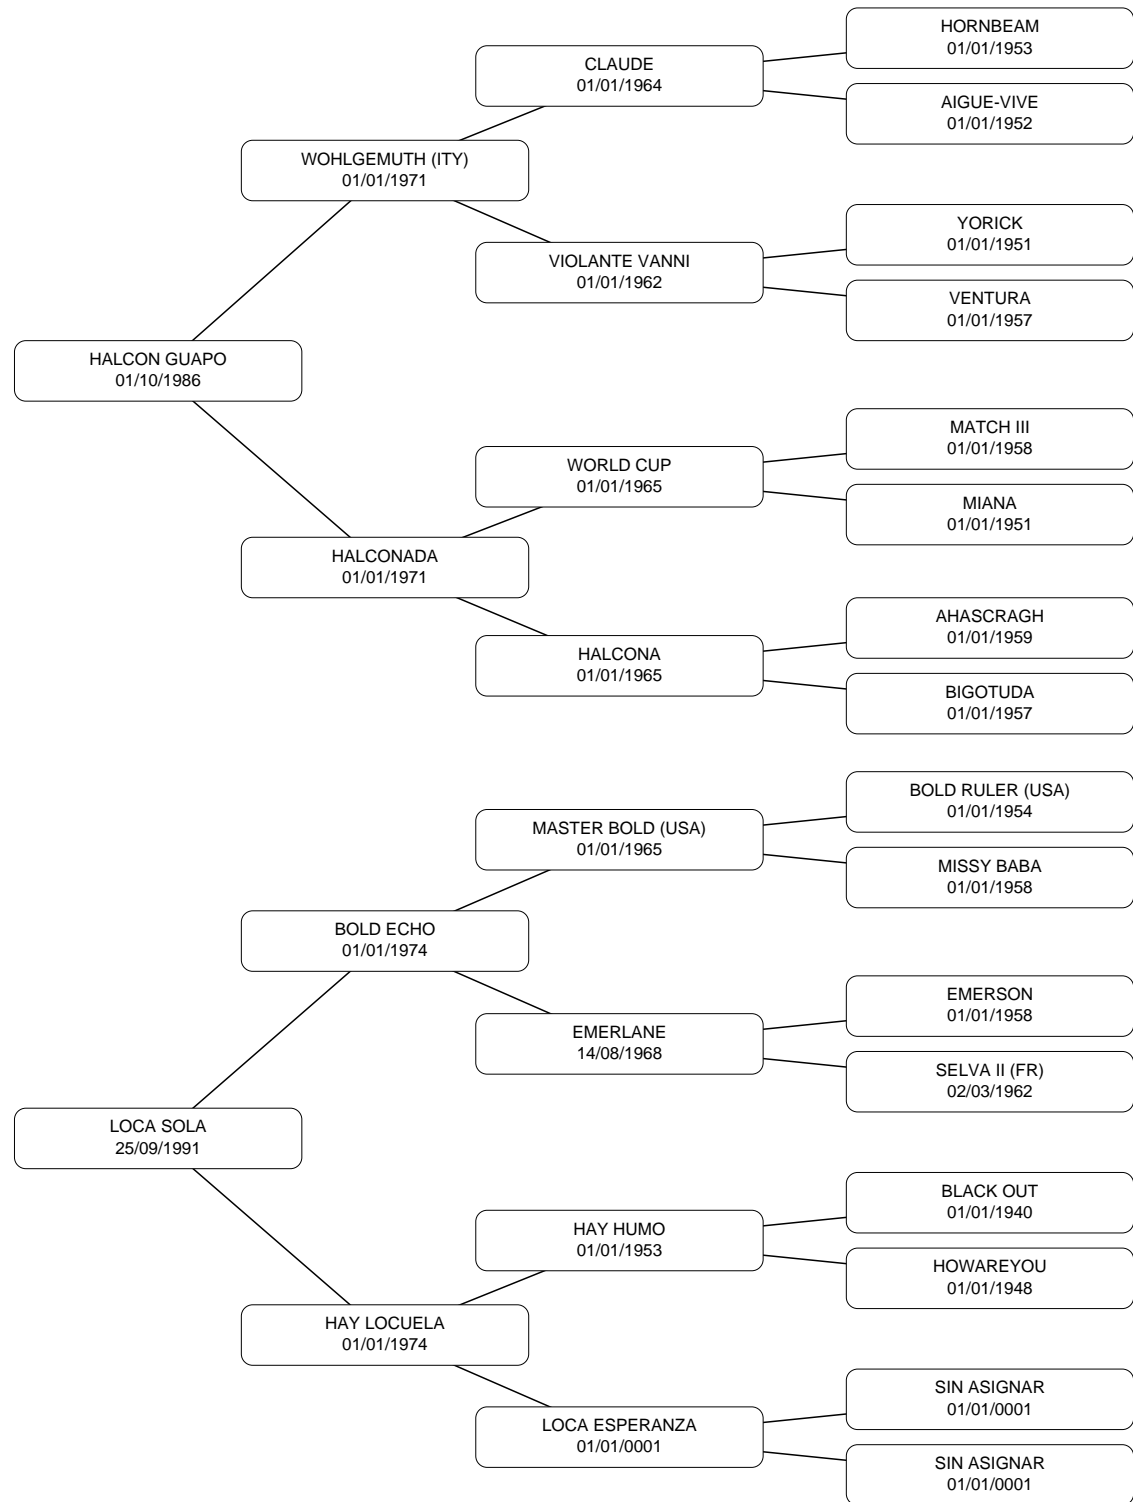 HORNBEAM
01/01/1953
CLAUDE
01/01/1964
AIGUE-VIVE
01/01/1952
WOHLGEMUTH (ITY)
01/01/1971
YORICK
01/01/1951
VIOLANTE VANNI
01/01/1962
VENTURA
01/01/1957
HALCON GUAPO
01/10/1986
MATCH III
01/01/1958
WORLD CUP
01/01/1965
MIANA
01/01/1951
HALCONADA
01/01/1971
AHASCRAGH
01/01/1959
HALCONA
01/01/1965
BIGOTUDA
01/01/1957
BOLD RULER (USA)
01/01/1954
MASTER BOLD (USA)
01/01/1965
MISSY BABA
01/01/1958
BOLD ECHO
01/01/1974
EMERSON
01/01/1958
EMERLANE
14/08/1968
SELVA II (FR)
02/03/1962
LOCA SOLA
25/09/1991
BLACK OUT
01/01/1940
HAY HUMO
01/01/1953
HOWAREYOU
01/01/1948
HAY LOCUELA
01/01/1974
SIN ASIGNAR
01/01/0001
LOCA ESPERANZA
01/01/0001
SIN ASIGNAR
01/01/0001